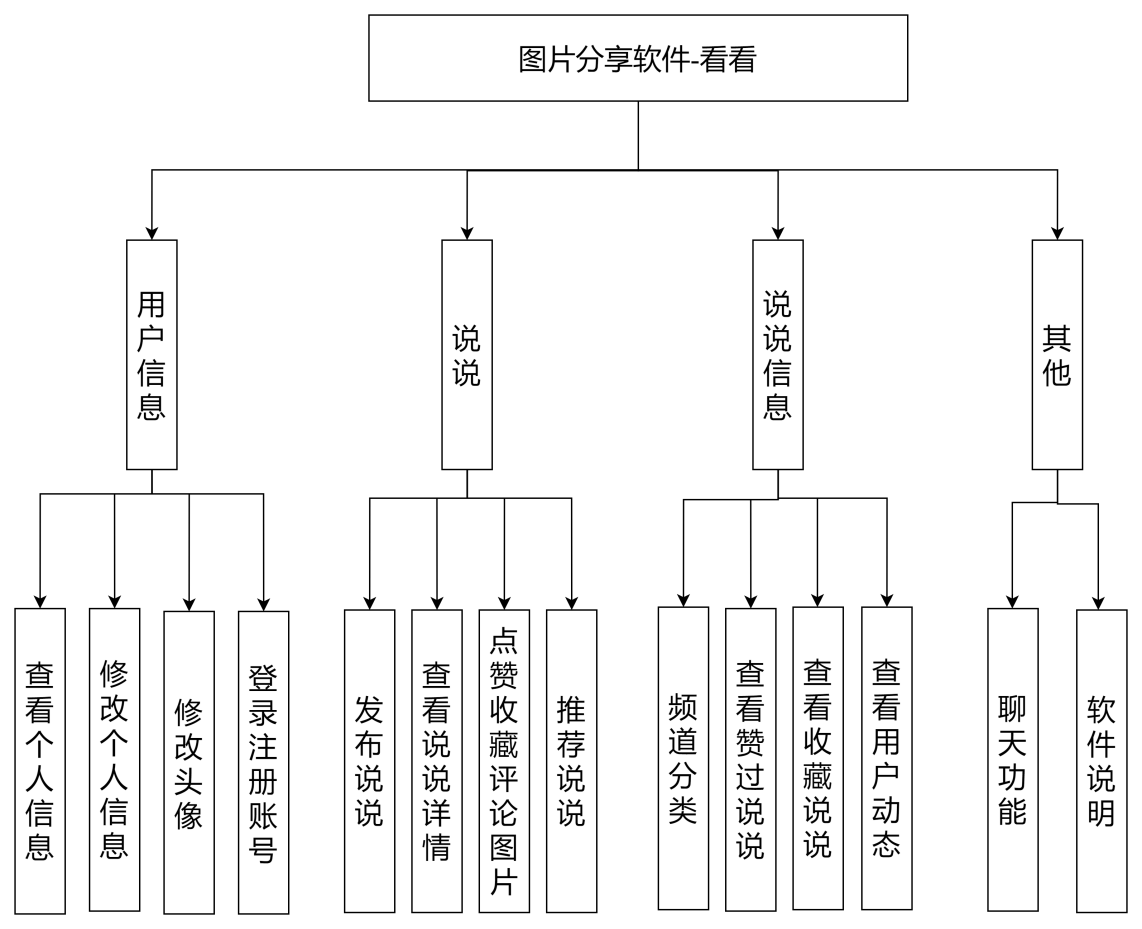 图片分享软件-看看
用户信息
说说
说说信息
其他
查看个人信息
修改个人信息
修改头像
登录注册账号
发布说说
查看说说详情
点赞收藏评论图片
推荐说说
频道分类
查看赞过说说
查看收藏说说
查看用户动态
聊天功能
软件说明